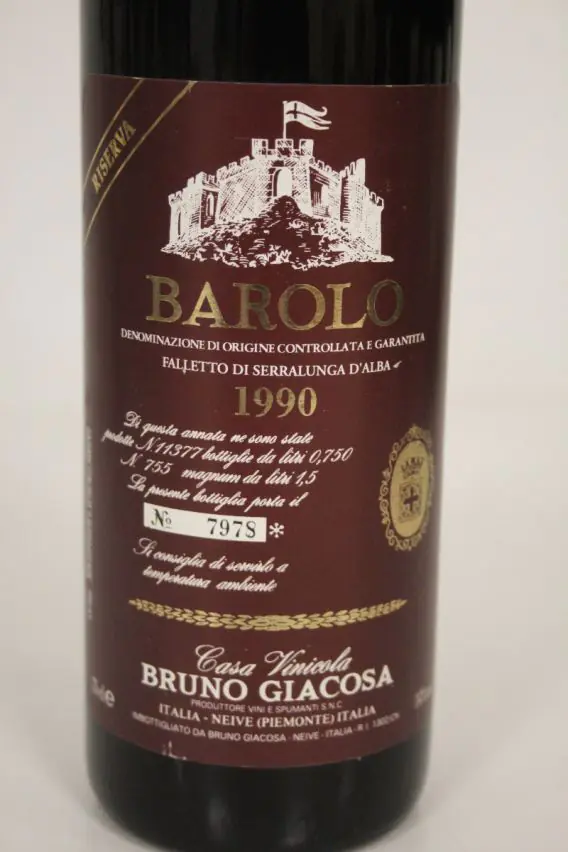 RISERVA
BAROLO
DENOMINAZIONE DI ORIGINE CONTROLLATA E GARANTITA
FALLETTO DI SERRALUNGA D'ALBA
1990
Di questa annata ne sono state
prodotte N. 11377 bottiglie da litri 0,750
N. 755 magnum da litri 1,5
La presente bottiglia porta il
No 7978 *
Si consiglia di servirlo a
temperatura ambiente
Casa Vinicola
BRUNO GIACOSA
PRODUTTORE VINI E SPUMANTI S.N.C.
ITALIA - NEIVE (PIEMONTE) ITALIA
IMBOTTIGLIATO DA BRUNO GIACOSA - NEIVE - ITALIA - R.I.